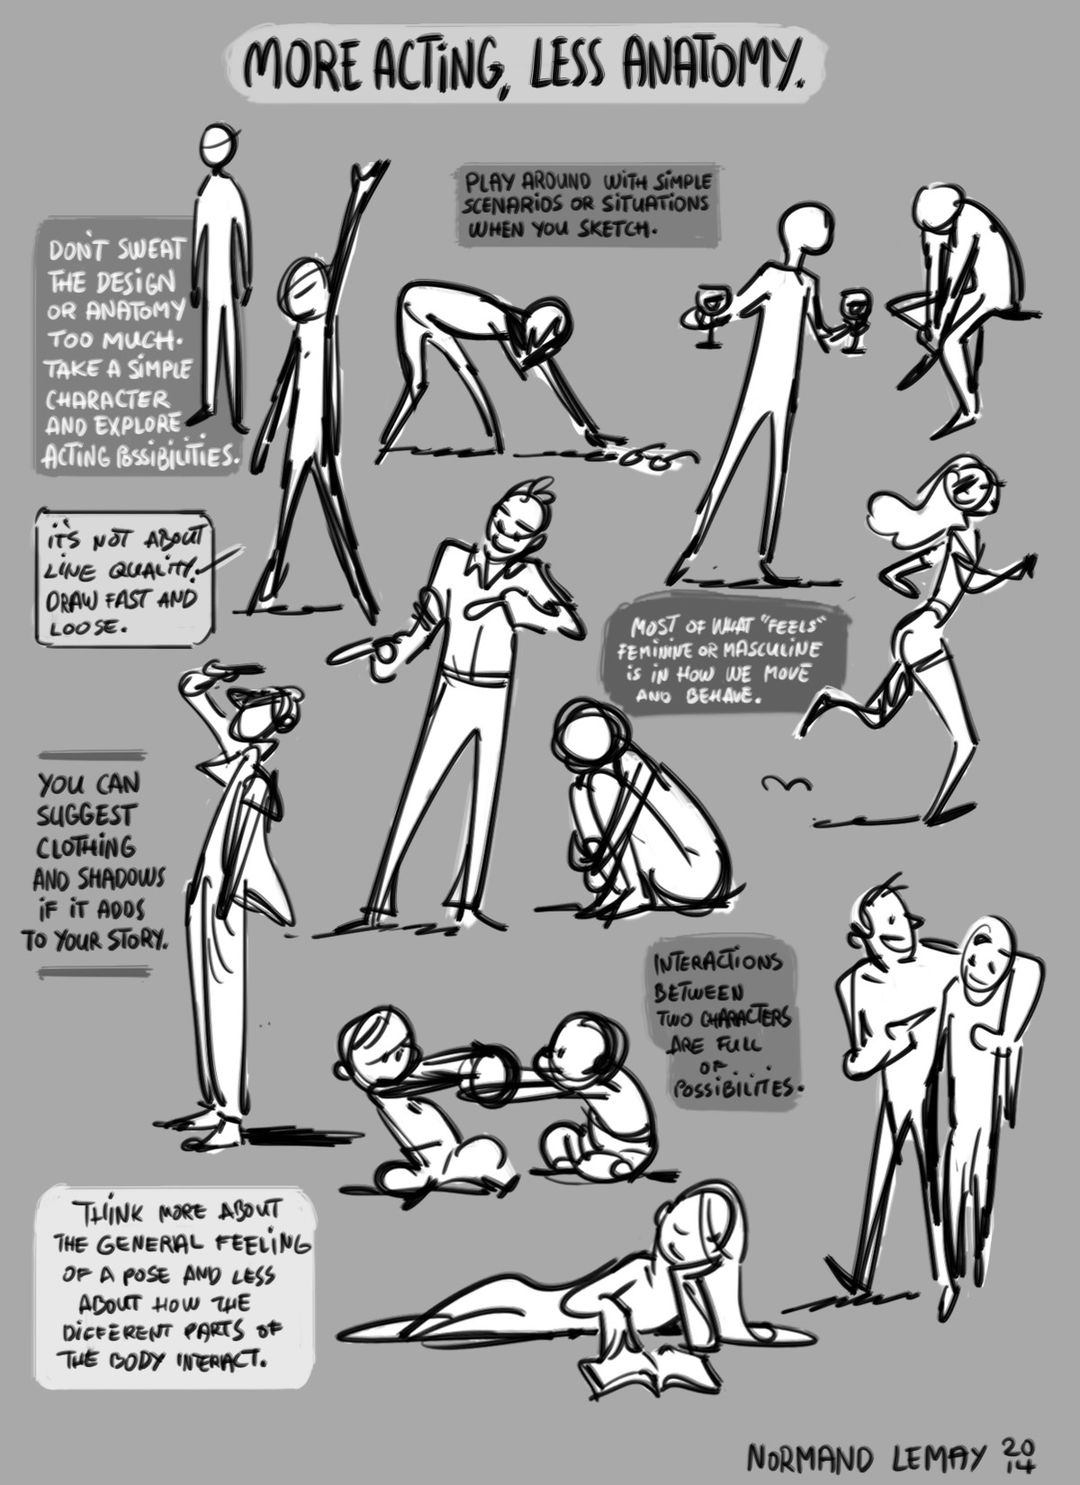 MORE ACTING, LESS ANATOMY.
DON'T SWEAT
THE DESIGN
OR ANATOMY
TOO MUCH.
TAKE A SIMPLE
CHARACTER
AND EXPLORE
ACTING POSSIBILITIES.
PLAY AROUND WITH SIMPLE
SCENARIOS OR SITUATIONS
WHEN YOU SKETCH.
IT'S NOT ABOUT
LINE QUALITY.
DRAW FAST AND
LOOSE.
MOST OF WHAT "FEELS"
FEMININE OR MASCULINE
IS IN HOW WE MOVE
AND BEHAVE.
YOU CAN
SUGGEST
CLOTHING
AND SHADOWS
IF IT ADDS
TO YOUR STORY.
INTERACTIONS
BETWEEN
TWO CHARACTERS
ARE FULL
OF...
POSSIBILITES.
THINK MORE ABOUT
THE GENERAL FEELING
OF A POSE AND LESS
ABOUT HOW THE
DIFFERENT PARTS OF
THE BODY INTERACT.
NORMAND LEMAY 2014